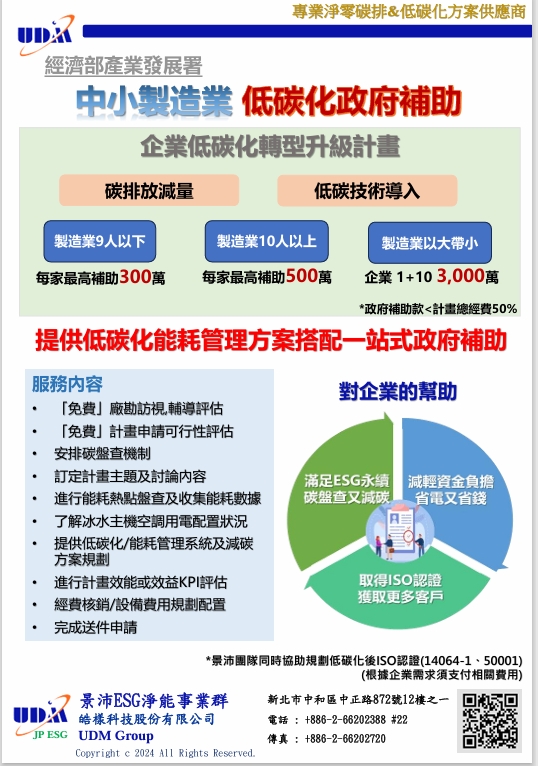 專業淨零碳排&低碳化方案供應商
UDM
經濟部產業發展署
中小製造業 低碳化政府補助
企業低碳化轉型升級計畫
碳排放減量
低碳技術導入
製造業9人以下
製造業10人以上
製造業以大帶小
每家最高補助300萬
每家最高補助500萬
企業 1+10 3,000萬
*政府補助款<計畫總經費50%
提供低碳化能耗管理方案搭配一站式政府補助
服務內容
• 「免費」廠勘訪視,輔導評估
• 「免費」計畫申請可行性評估
• 安排碳盤查機制
• 訂定計畫主題及討論內容
• 進行能耗熱點盤查及收集能耗數據
• 了解冰水主機空調用電配置狀況
• 提供低碳化/能耗管理系統及減碳
方案規劃
• 進行計畫效能或效益KPI評估
• 經費核銷/設備費用規劃配置
• 完成送件申請
對企業的幫助
滿足ESG永續
碳盤查又減碳
減輕資金負擔
省電又省錢
取得ISO認證
獲取更多客戶
*景沛團隊同時協助規劃低碳化後ISO認證(14064-1、50001)
(根據企業需求須支付相關費用)
UDM
JP ESG
景沛ESG淨能事業群
皓樣科技股份有限公司
UDM Group
Copyright c 2024 All Rights Reserved.
新北市中和區中正路872號12樓之一
電話 : +886-2-66202388 #22
傳真 : +886-2-66202720